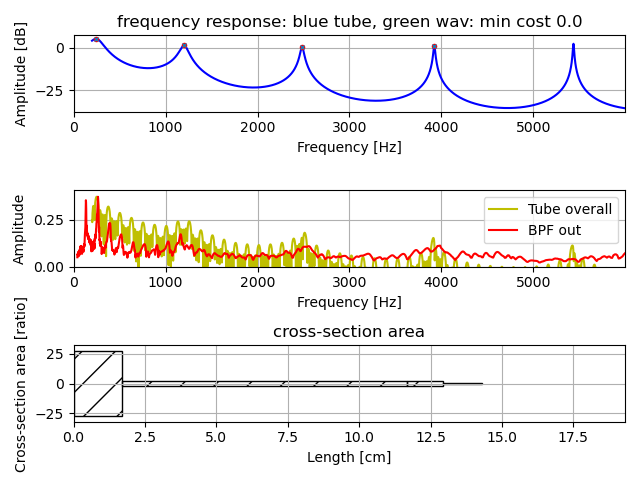 frequency response: blue tube, green wav: min cost 0.0
Amplitude [dB]
0
−25
0 1000 2000 3000 4000 5000
Frequency [Hz]
Amplitude
0.25
0.00
Tube overall
BPF out
0 1000 2000 3000 4000 5000
Frequency [Hz]
cross-section area
Cross-section area [ratio]
25
0
−25
0.0 2.5 5.0 7.5 10.0 12.5 15.0 17.5
Length [cm]